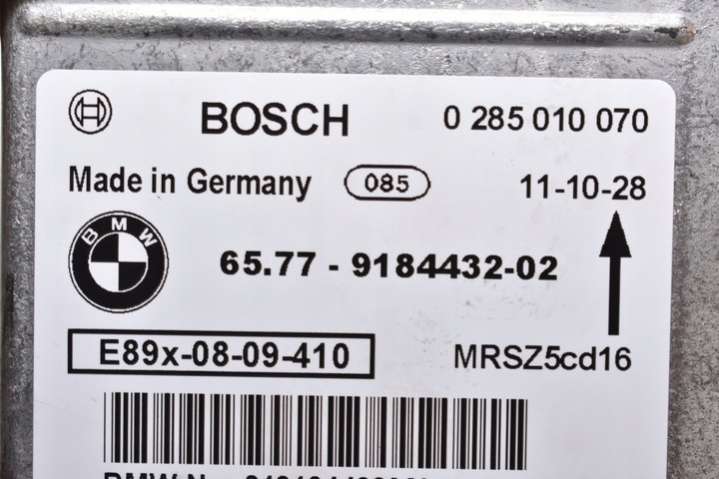 BOSCH 0 285 010 070
Made in Germany 085 11-10-28
BMW
65.77 - 9184432-02
E89x-08-09-410 MRSZ5cd16